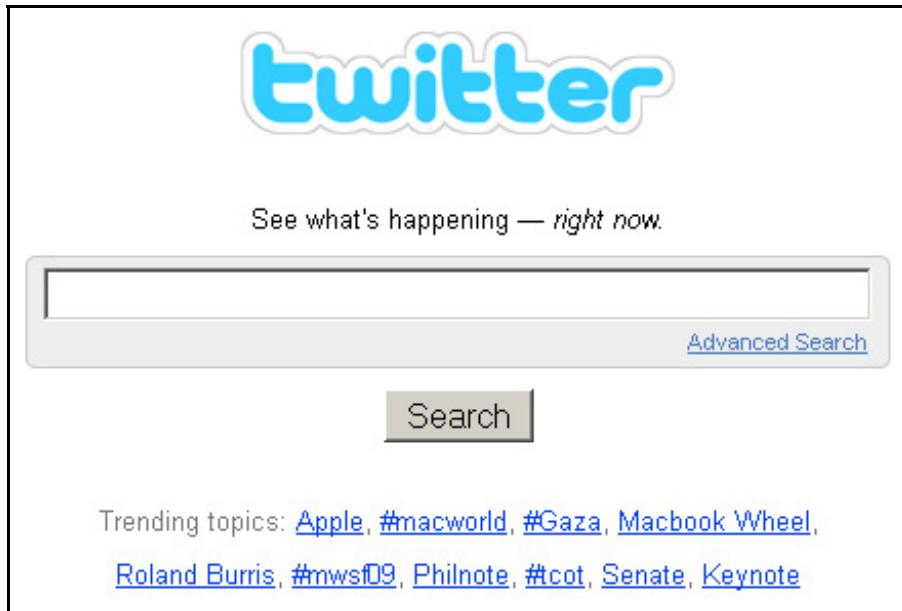 twitter
See what's happening — right now.
Advanced Search
Search
Trending topics: Apple, #macworld, #Gaza, Macbook Wheel,
Roland Burris, #mwsf09, Philnote, #tcot, Senate, Keynote